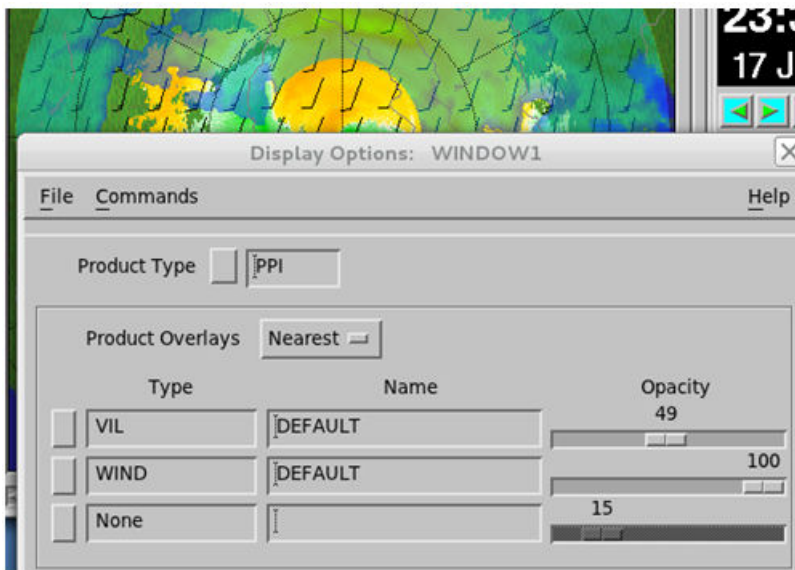 23:
17 J
Display Options: WINDOW1
File Commands Help
Product Type PPI
Product Overlays Nearest
Type Name Opacity
VIL DEFAULT 49
WIND DEFAULT 100
None 15